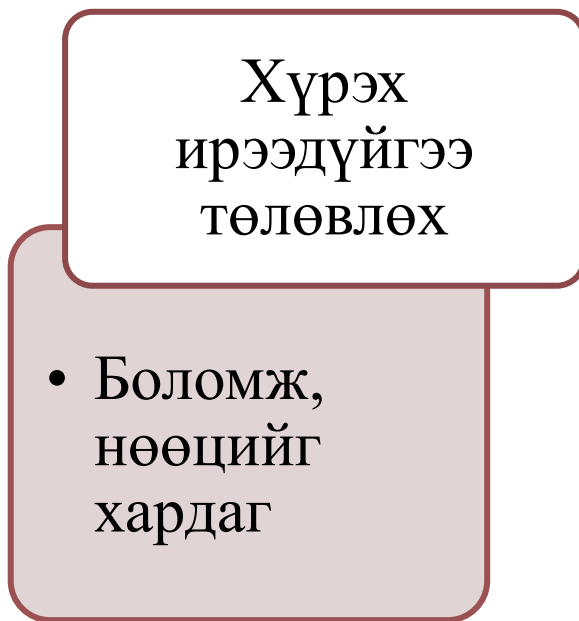 Хүрэх
ирээдүйгээ
төлөвлөх
• Боломж,
нөөцийг
хардаг